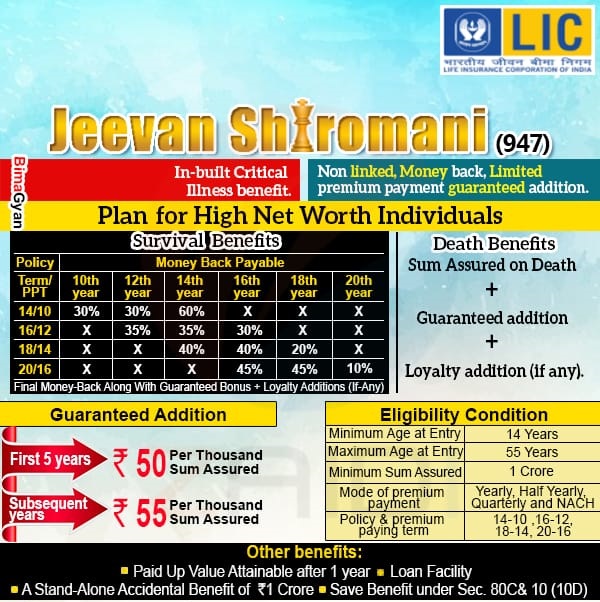 LIC
भारतीय जीवन बीमा निगम
LIFE INSURANCE CORPORATION OF INDIA
Jeevan Shiromani (947)
BimaGyan
In-built Critical
Illness benefit.
Non linked, Money back, Limited
premium payment guaranteed addition.
Plan for High Net Worth Individuals
Survival Benefits
Policy Money Back Payable
Term/ PPT 10th year 12th year 14th year 16th year 18th year 20th year
14/10 30% 30% 60% X X X
16/12 X 35% 35% 30% X X
18/14 X X 40% 40% 20% X
20/16 X X X 45% 45% 10%
Final Money-Back Along With Guaranteed Bonus + Loyalty Additions (If-Any)
Death Benefits
Sum Assured on Death
+
Guaranteed addition
+
Loyalty addition (if any).
Guaranteed Addition
First 5 years ₹ 50 Per Thousand Sum Assured
Subsequent years ₹ 55 Per Thousand Sum Assured
Eligibility Condition
Minimum Age at Entry 14 Years
Maximum Age at Entry 55 Years
Minimum Sum Assured 1 Crore
Mode of premium payment Yearly, Half Yearly, Quarterly and NACH
Policy & premium paying term 14-10 ,16-12, 18-14, 20-16
Other benefits:
▪ Paid Up Value Attainable after 1 year ▪ Loan Facility
▪ A Stand-Alone Accidental Benefit of ₹1 Crore ▪ Save Benefit under Sec. 80C& 10 (10D)